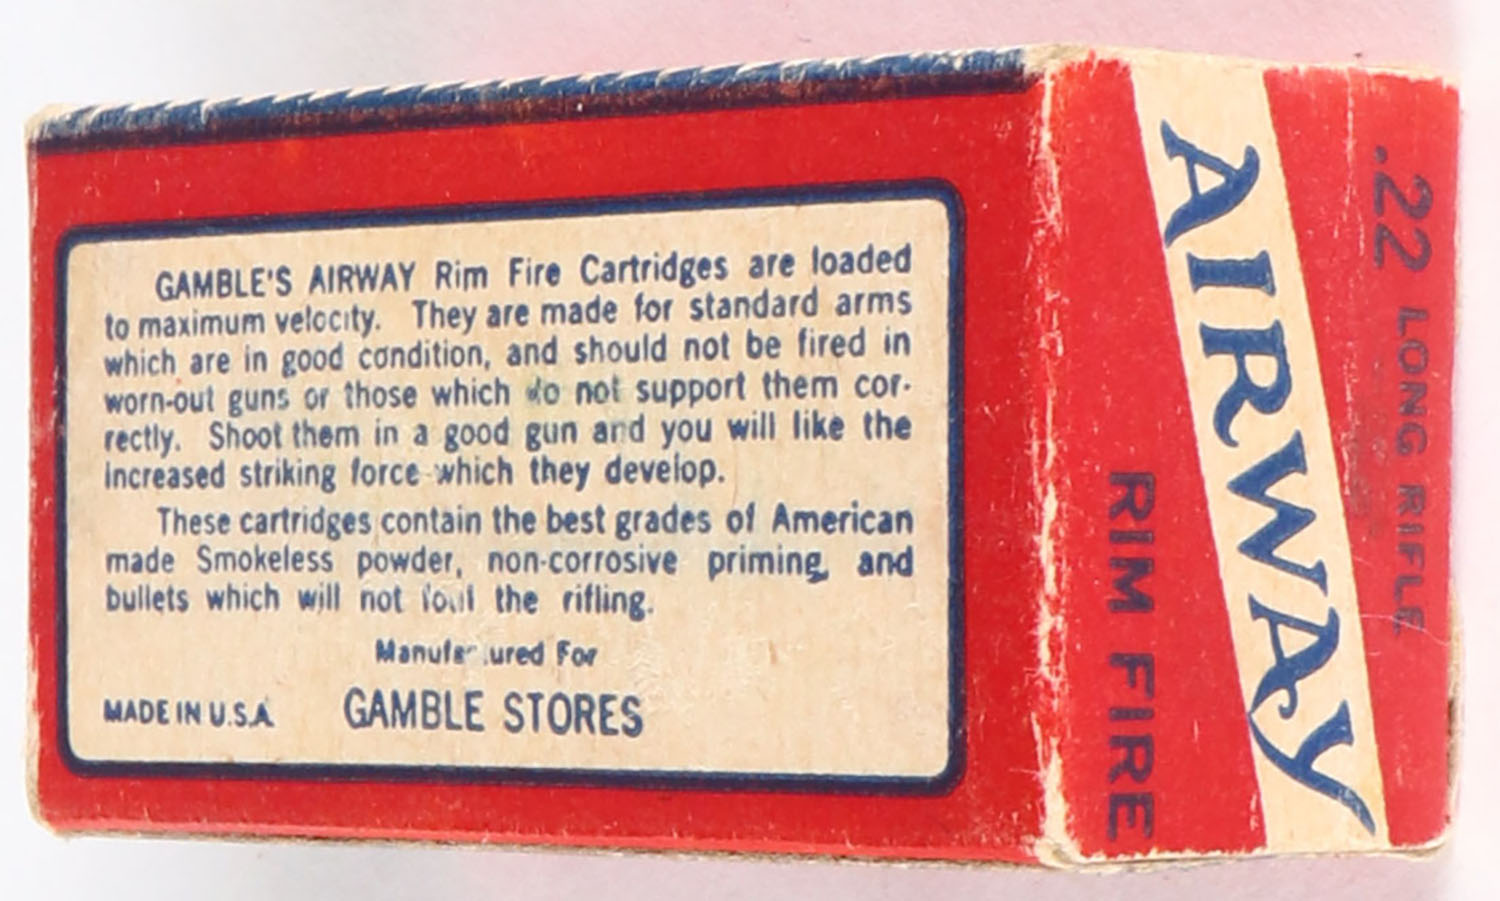 GAMBLE'S AIRWAY Rim Fire Cartridges are loaded
to maximum velocity. They are made for standard arms
which are in good condition, and should not be fired in
worn-out guns or those which do not support them cor-
rectly. Shoot them in a good gun and you will like the
increased striking force which they develop.
These cartridges contain the best grades of American
made Smokeless powder, non-corrosive priming, and
bullets which will not foul the rifling.
Manufactured For
MADE IN U.S.A. GAMBLE STORES
.22 LONG RIFLE
AIRWAY
RIM FIRE